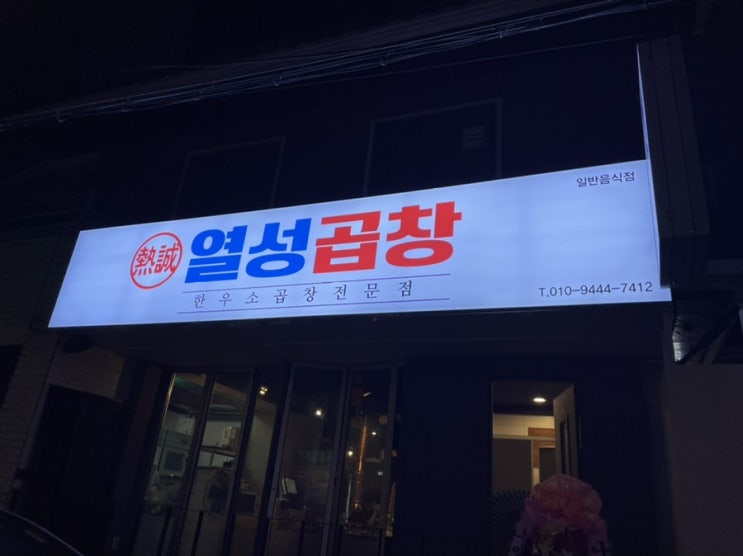 일반음식점
熱誠 열성곱창
한우소곱창전문점
T.010-9444-7412